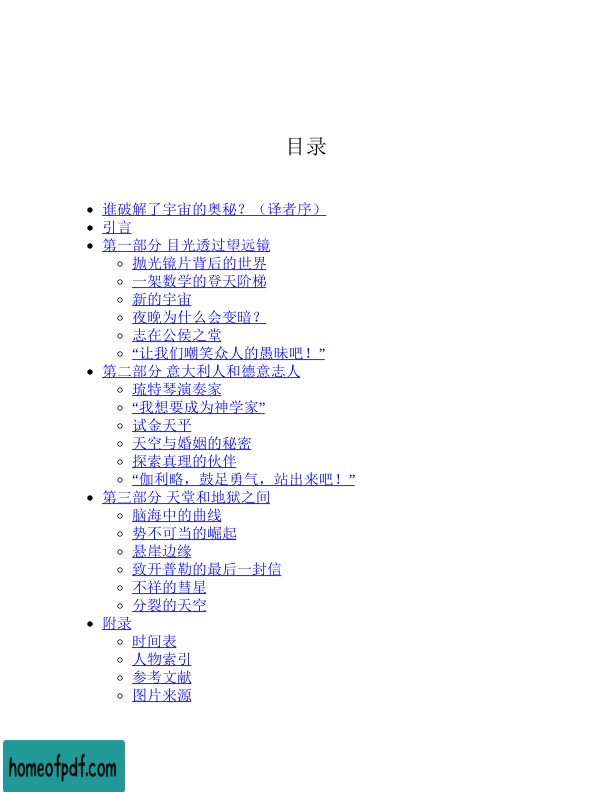 目录
谁破解了宇宙的奥秘？（译者序）
引言
第一部分 目光透过望远镜
抛光镜片背后的世界
一架数学的登天阶梯
新的宇宙
夜晚为什么会变暗？
志在公侯之堂
“让我们嘲笑众人的愚昧吧！”
第二部分 意大利人和德意志人
琉特琴演奏家
“我想要成为神学家”
试金天平
天空与婚姻的秘密
探索真理的伙伴
“伽利略，鼓足勇气，站出来吧！”
第三部分 天堂和地狱之间
脑海中的曲线
势不可当的崛起
悬崖边缘
致开普勒的最后一封信
不祥的彗星
分裂的天空
附录
时间表
人物索引
参考文献
图片来源
homeofpdf.com